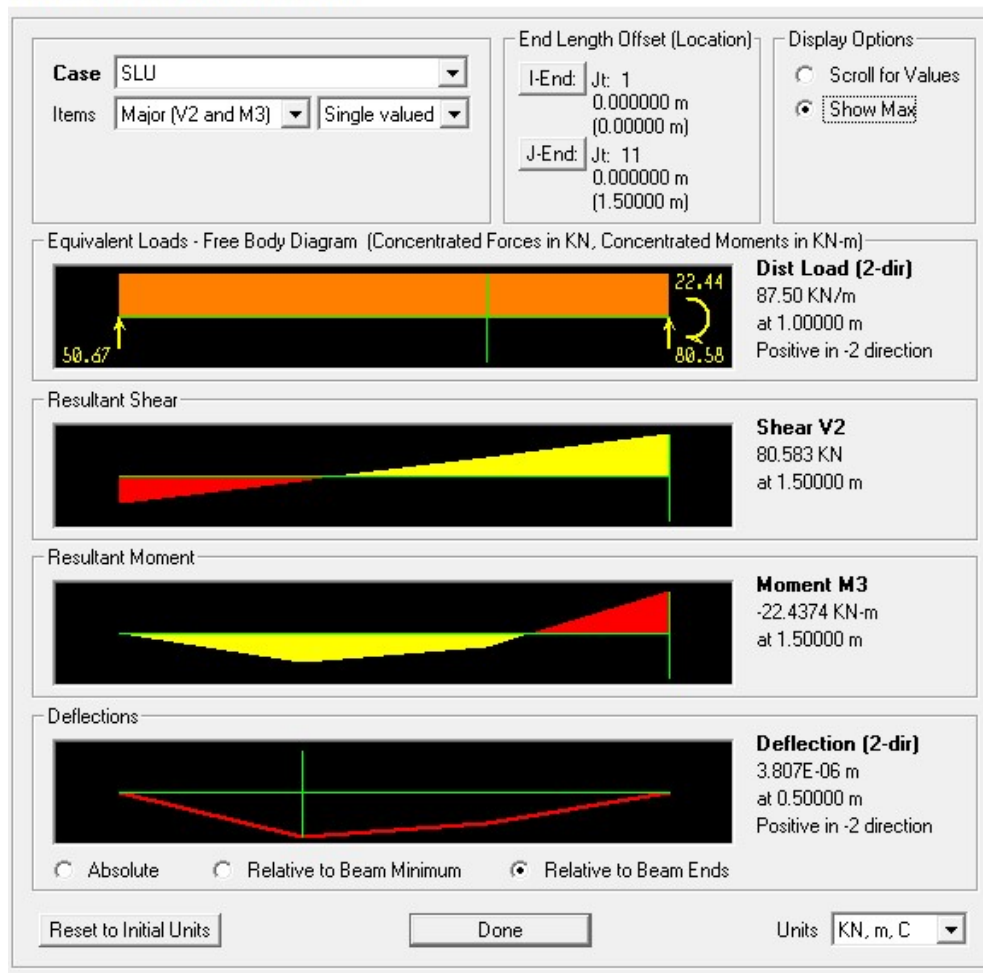 Case SLU
Items Major (V2 and M3) Single valued
End Length Offset (Location)
I-End: Jt: 1
0.000000 m
(0.00000 m)
J-End: Jt: 11
0.000000 m
(1.50000 m)
Display Options
Scroll for Values
Show Max
Equivalent Loads - Free Body Diagram (Concentrated Forces in KN, Concentrated Moments in KN-m)
50.67
22.44
80.58
Dist Load (2-dir)
87.50 KN/m
at 1.00000 m
Positive in -2 direction
Resultant Shear
Shear V2
80.583 KN
at 1.50000 m
Resultant Moment
Moment M3
-22.4374 KN-m
at 1.50000 m
Deflections
Deflection (2-dir)
3.807E-06 m
at 0.50000 m
Positive in -2 direction
Absolute Relative to Beam Minimum Relative to Beam Ends
Reset to Initial Units Done Units KN, m, C